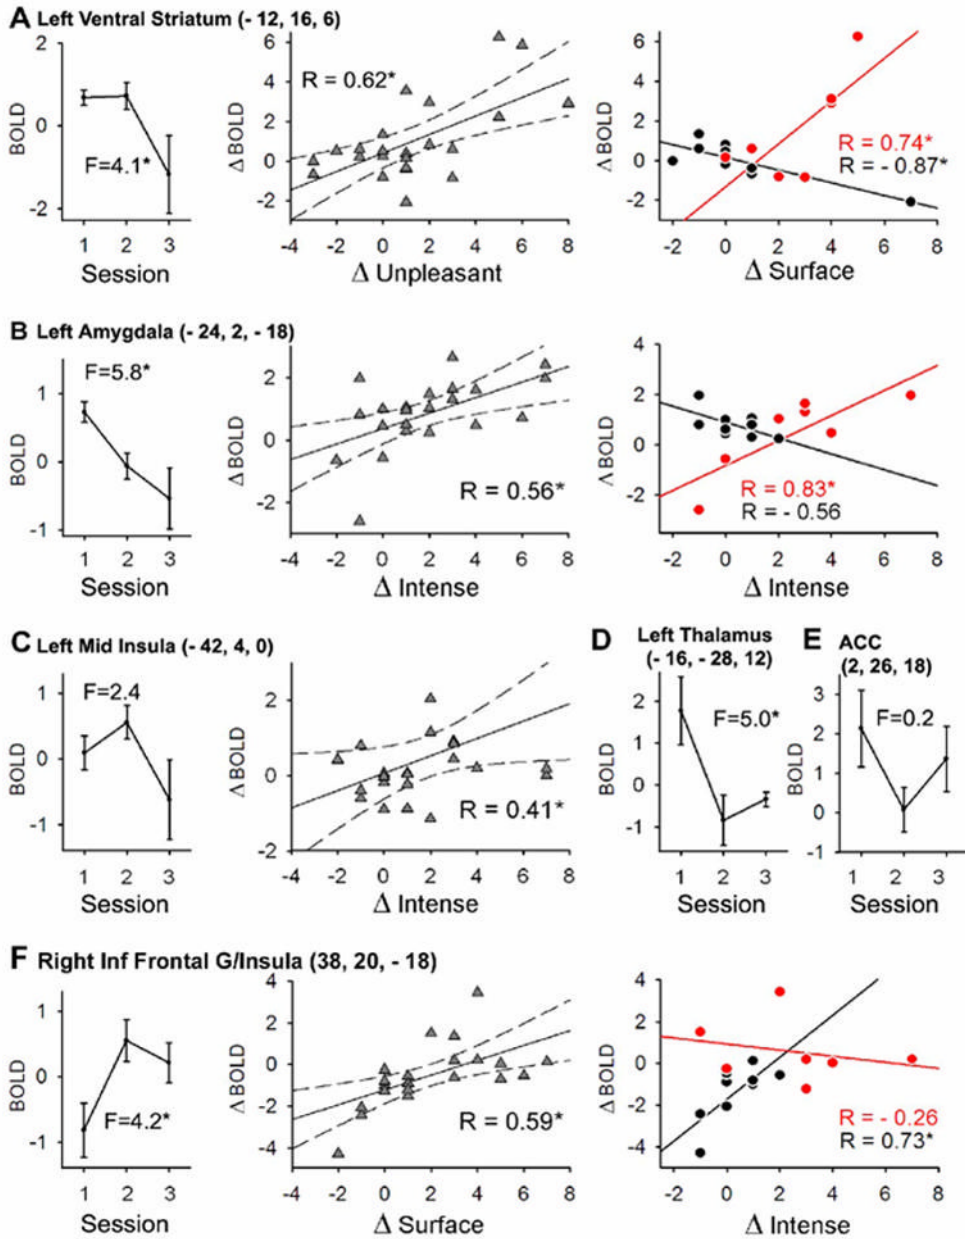 A Left Ventral Striatum (- 12, 16, 6)
2
0
-2
BOLD
F=4.1*
1 2 3
Session
6
4
2
0
-2
Δ BOLD
R = 0.62*
-4 -2 0 2 4 6 8
Δ Unpleasant
6
4
2
0
-2
Δ BOLD
R = 0.74*
R = - 0.87*
-2 0 2 4 6 8
Δ Surface
B Left Amygdala (- 24, 2, - 18)
1
0
-1
BOLD
F=5.8*
1 2 3
Session
2
0
-2
Δ BOLD
R = 0.56*
-4 -2 0 2 4 6 8
Δ Intense
4
2
0
-2
Λ BOLD
R = 0.83*
R = - 0.56
-2 0 2 4 6 8
Δ Intense
C Left Mid Insula (- 42, 4, 0)
1
0
-1
BOLD
F=2.4
1 2 3
Session
2
0
-2
Δ BOLD
R = 0.41*
-4 -2 0 2 4 6 8
Δ Intense
D Left Thalamus
(- 16, - 28, 12)
2
1
0
-1
BOLD
F=5.0*
1 2 3
Session
E ACC
(2, 26, 18)
3
2
1
0
-1
BOLD
F=0.2
1 2 3
Session
F Right Inf Frontal G/Insula (38, 20, - 18)
1
0
-1
BOLD
F=4.2*
1 2 3
Session
4
2
0
-2
-4
Δ BOLD
R = 0.59*
-4 -2 0 2 4 6 8
Δ Surface
4
2
0
-2
-4
Δ BOLD
R = - 0.26
R = 0.73*
-2 0 2 4 6 8
Δ Intense